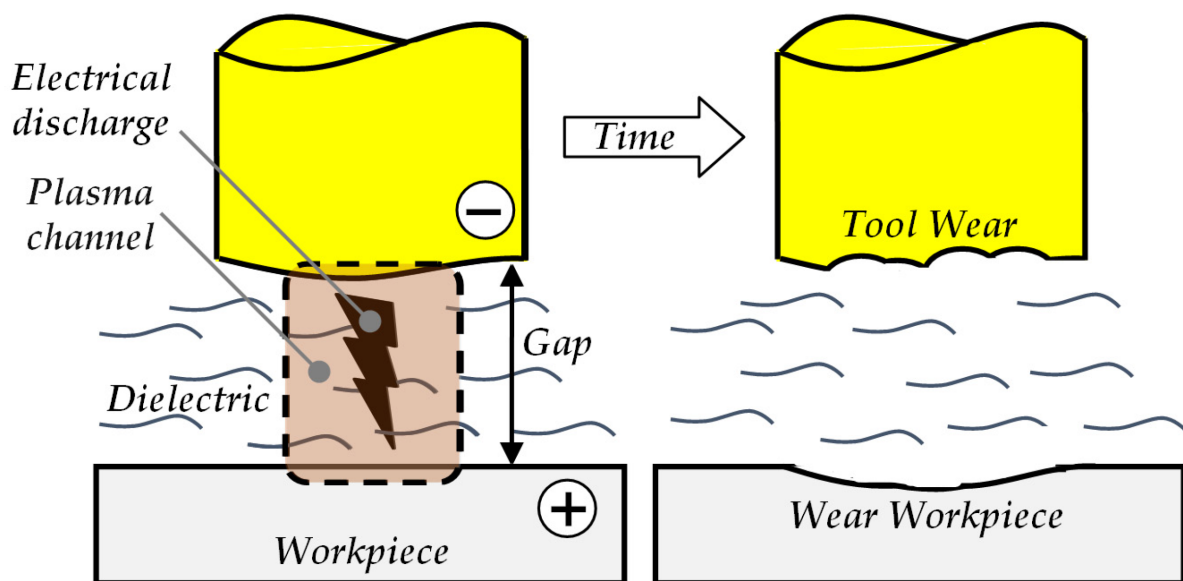 Electrical
discharge
Plasma
channel
Dielectric
−
Gap
+
Workpiece
Time
Tool Wear
Wear Workpiece